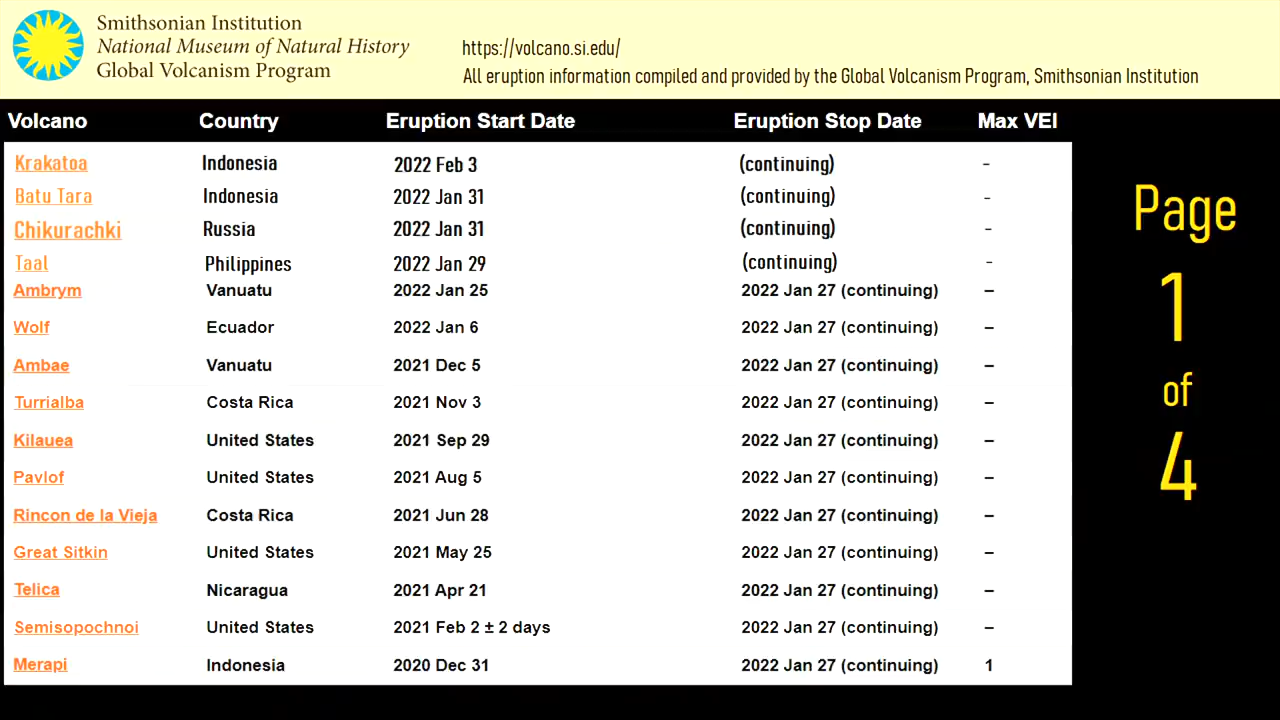 Smithsonian Institution
National Museum of Natural History
Global Volcanism Program
https://volcano.si.edu/
All eruption information compiled and provided by the Global Volcanism Program, Smithsonian Institution
Volcano Country Eruption Start Date Eruption Stop Date Max VEI
Krakatoa Indonesia 2022 Feb 3 (continuing) -
Batu Tara Indonesia 2022 Jan 31 (continuing) -
Chikurachki Russia 2022 Jan 31 (continuing) -
Taal Philippines 2022 Jan 29 (continuing) -
Ambrym Vanuatu 2022 Jan 25 2022 Jan 27 (continuing) –
Wolf Ecuador 2022 Jan 6 2022 Jan 27 (continuing) –
Ambae Vanuatu 2021 Dec 5 2022 Jan 27 (continuing) –
Turrialba Costa Rica 2021 Nov 3 2022 Jan 27 (continuing) –
Kilauea United States 2021 Sep 29 2022 Jan 27 (continuing) –
Pavlof United States 2021 Aug 5 2022 Jan 27 (continuing) –
Rincon de la Vieja Costa Rica 2021 Jun 28 2022 Jan 27 (continuing) –
Great Sitkin United States 2021 May 25 2022 Jan 27 (continuing) –
Telica Nicaragua 2021 Apr 21 2022 Jan 27 (continuing) –
Semisopochnoi United States 2021 Feb 2 ± 2 days 2022 Jan 27 (continuing) –
Merapi Indonesia 2020 Dec 31 2022 Jan 27 (continuing) 1
Page
1
of
4